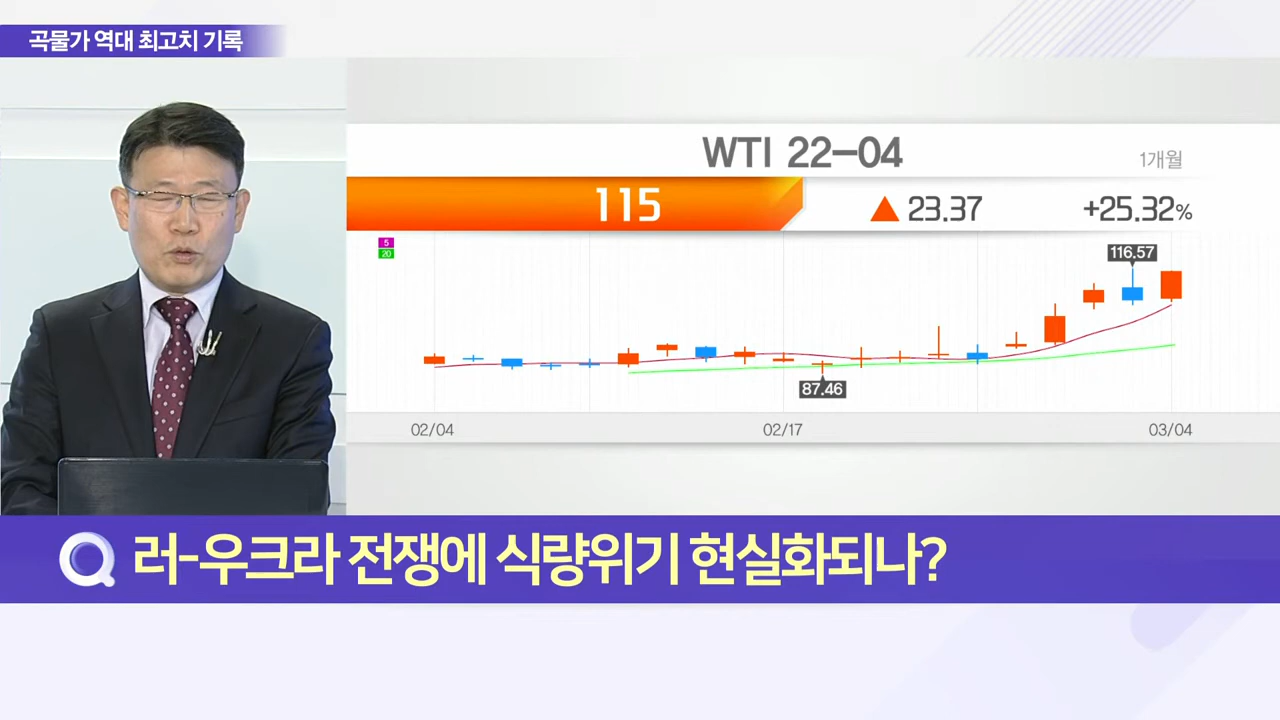 곡물가 역대 최고치 기록
WTI 22-04
1개월
115
▲ 23.37
+25.32%
5
20
116.57
87.46
02/04
02/17
03/04
Q 러-우크라 전쟁에 식량위기 현실화되나?